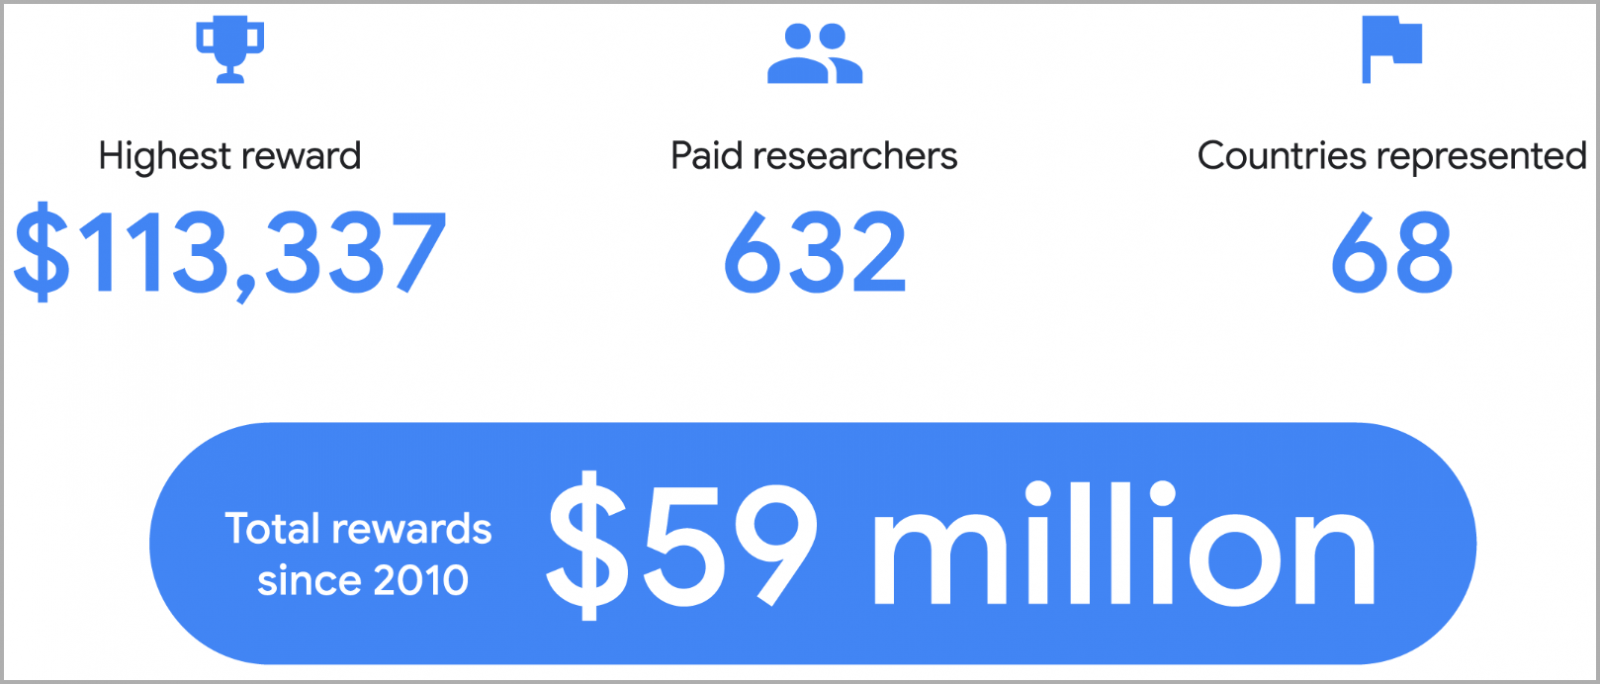 Highest reward
$113,337
Paid researchers
632
Countries represented
68
Total rewards
since 2010
$59 million